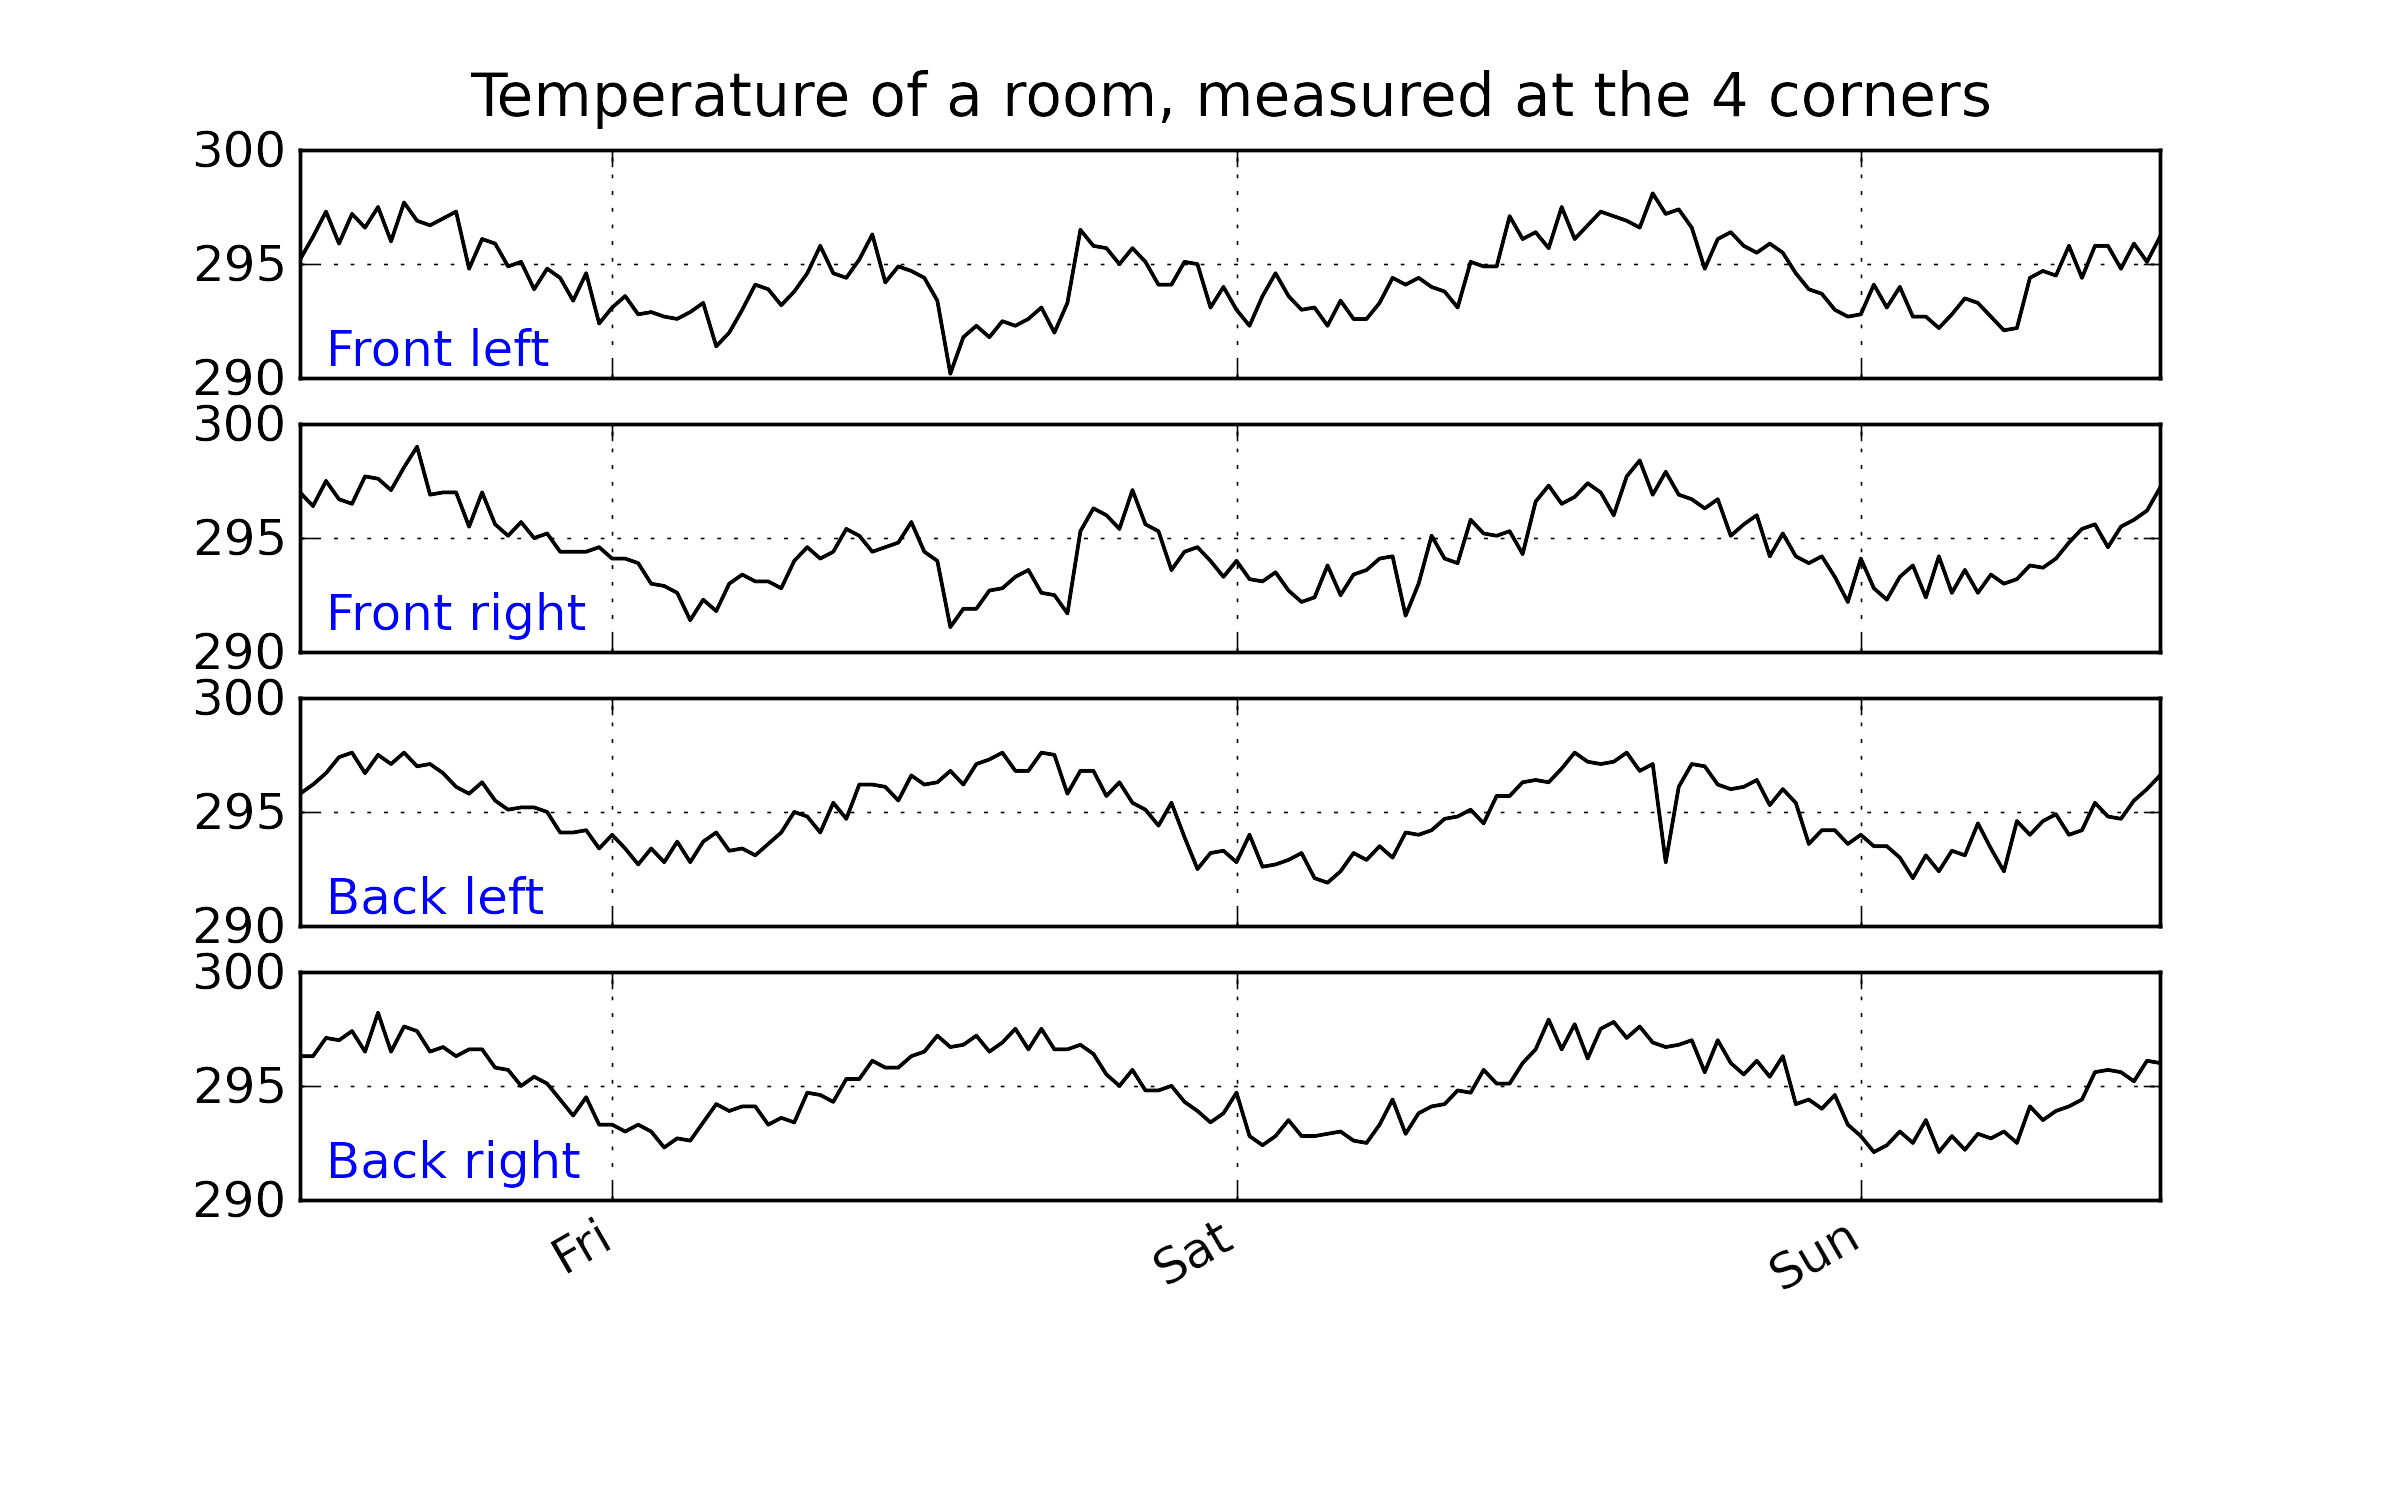 Temperature of a room, measured at the 4 corners
300
295
Front left
290
300
295
Front right
290
300
295
Back left
290
300
295
Back right
290
Fri
Sat
Sun